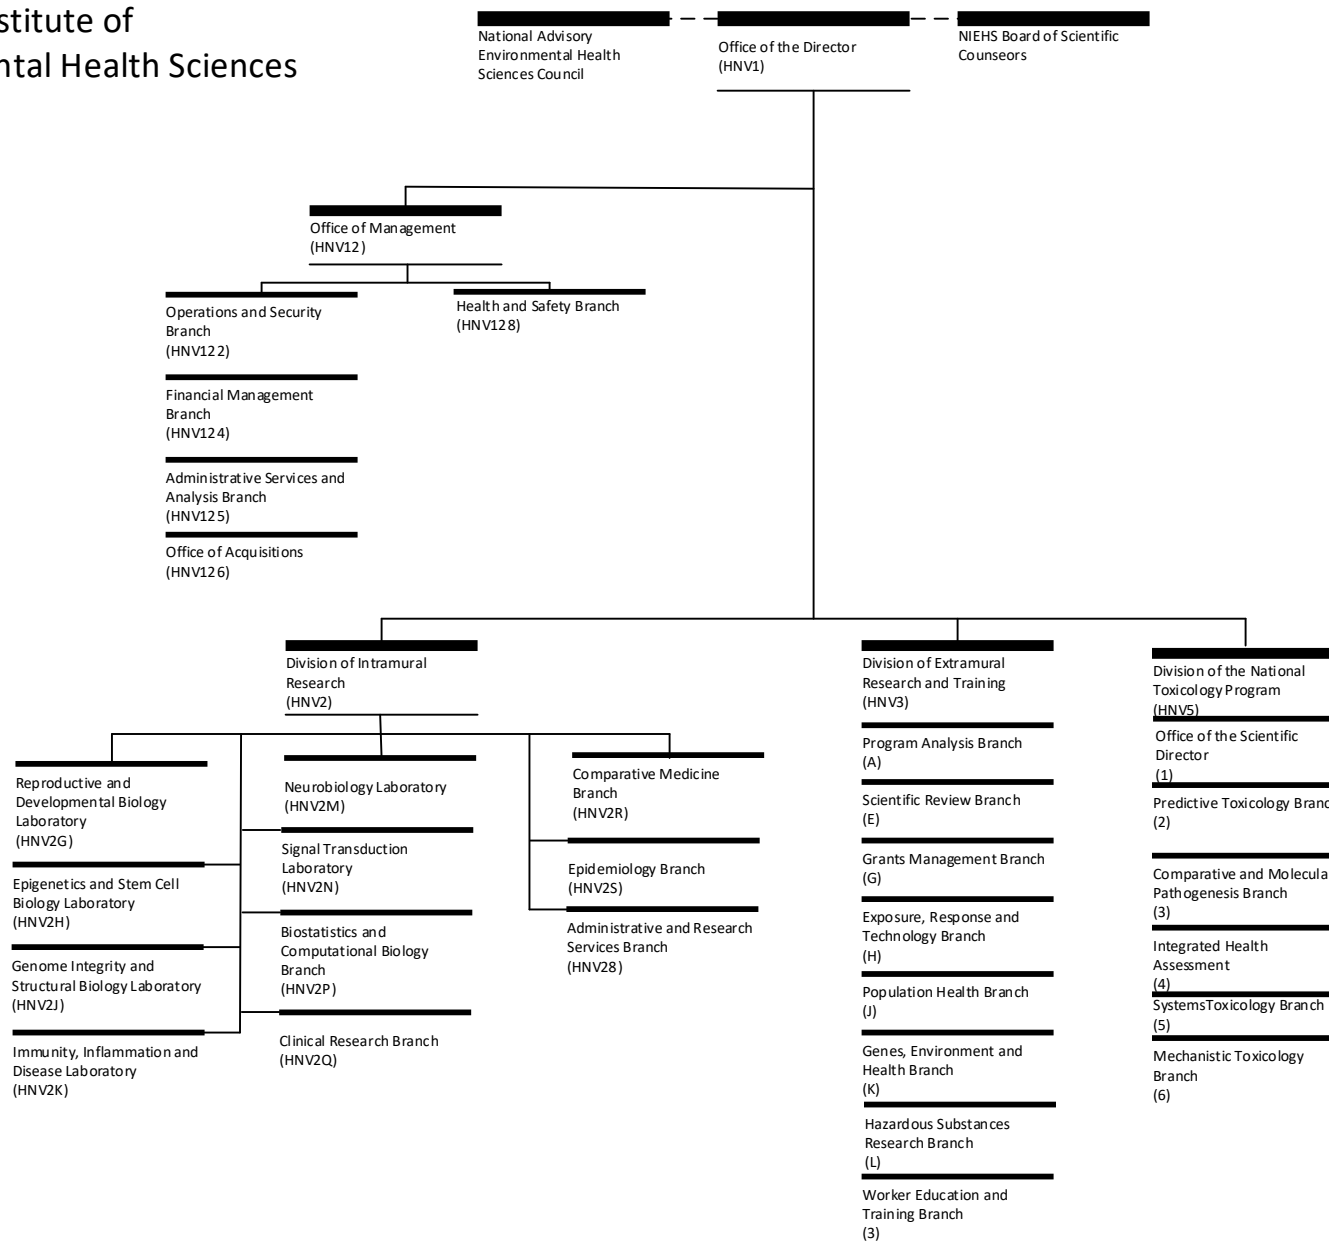 stitute of
ntal Health Sciences
National Advisory
Environmental Health
Sciences Council
Office of the Director
(HNV1)
NIEHS Board of Scientific
Counseors
Office of Management
(HNV12)
Operations and Security
Branch
(HNV122)
Health and Safety Branch
(HNV128)
Financial Management
Branch
(HNV124)
Administrative Services and
Analysis Branch
(HNV125)
Office of Acquisitions
(HNV126)
Division of Intramural
Research
(HNV2)
Reproductive and
Developmental Biology
Laboratory
(HNV2G)
Epigenetics and Stem Cell
Biology Laboratory
(HNV2H)
Genome Integrity and
Structural Biology Laboratory
(HNV2J)
Immunity, Inflammation and
Disease Laboratory
(HNV2K)
Neurobiology Laboratory
(HNV2M)
Signal Transduction
Laboratory
(HNV2N)
Biostatistics and
Computational Biology
Branch
(HNV2P)
Clinical Research Branch
(HNV2Q)
Comparative Medicine
Branch
(HNV2R)
Epidemiology Branch
(HNV2S)
Administrative and Research
Services Branch
(HNV28)
Division of Extramural
Research and Training
(HNV3)
Program Analysis Branch
(A)
Scientific Review Branch
(E)
Grants Management Branch
(G)
Exposure, Response and
Technology Branch
(H)
Population Health Branch
(J)
Genes, Environment and
Health Branch
(K)
Hazardous Substances
Research Branch
(L)
Worker Education and
Training Branch
(3)
Division of the National
Toxicology Program
(HNV5)
Office of the Scientific
Director
(1)
Predictive Toxicology Branc
(2)
Comparative and Molecula
Pathogenesis Branch
(3)
Integrated Health
Assessment
(4)
SystemsToxicology Branch
(5)
Mechanistic Toxicology
Branch
(6)